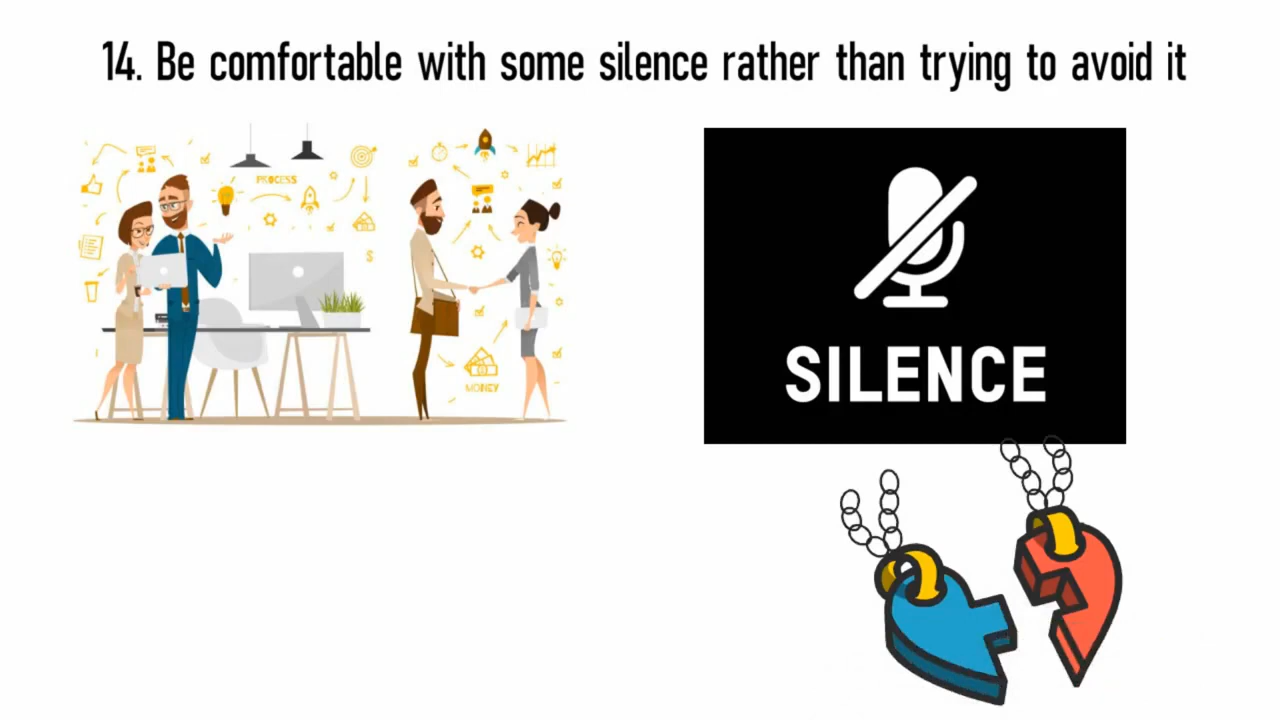 14. Be comfortable with some silence rather than trying to avoid it
PROCESS
$
MONEY
SILENCE